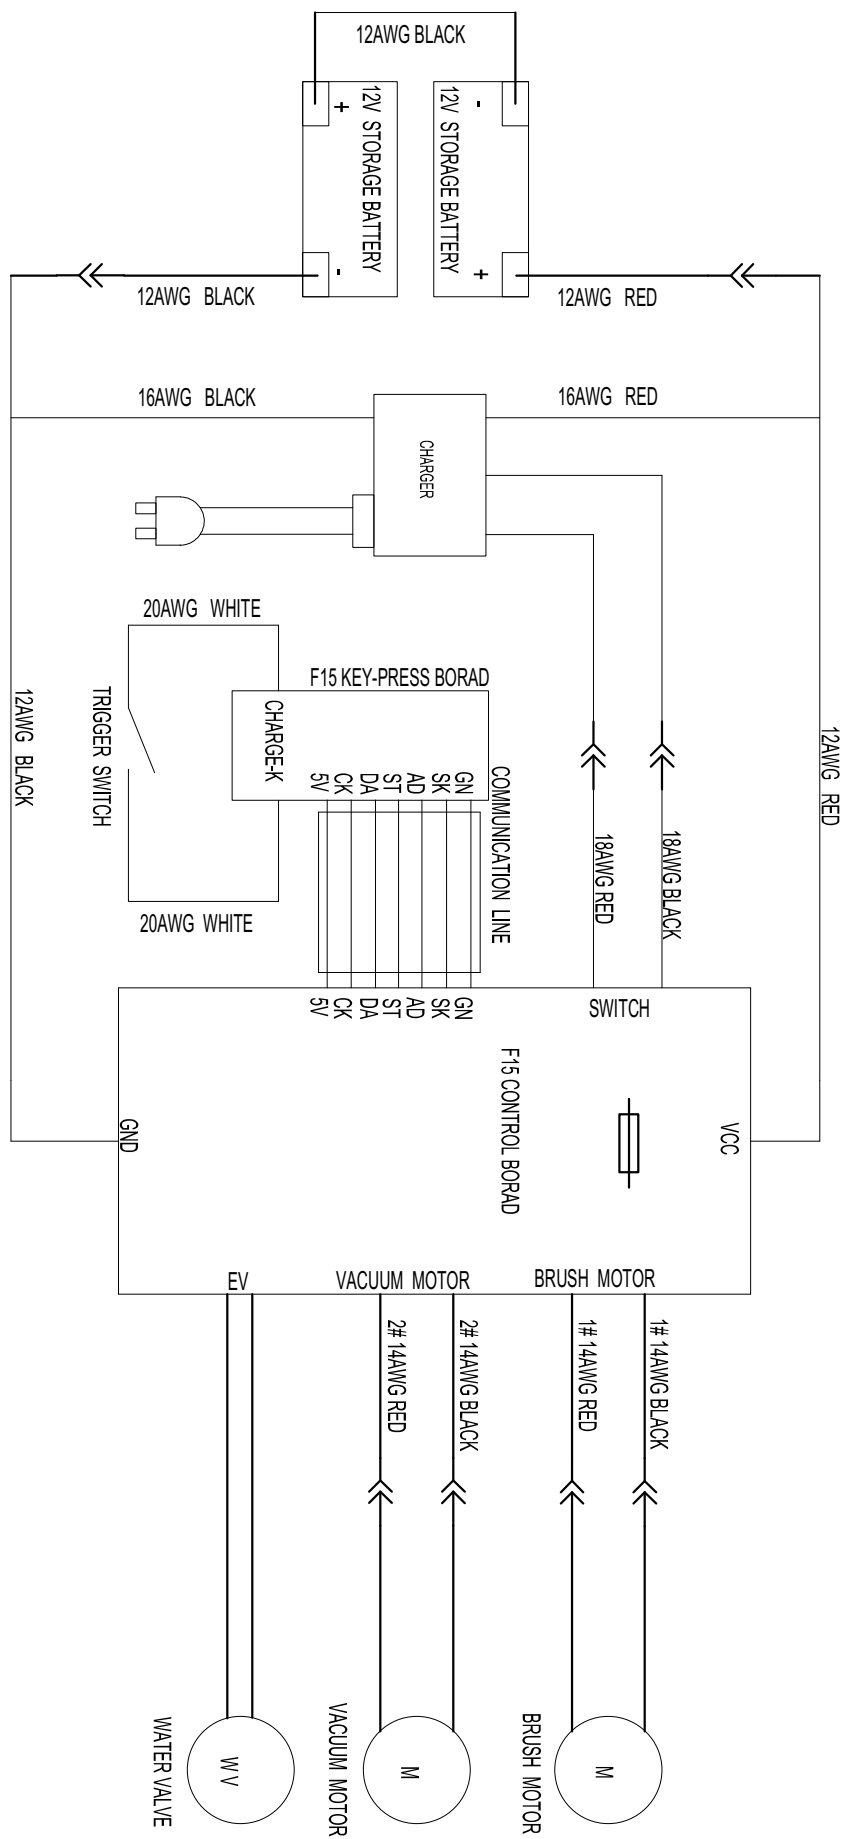 12AWG BLACK
12V STORAGE BATTERY
+
-
12V STORAGE BATTERY
-
+
12AWG BLACK
12AWG RED
16AWG BLACK
16AWG RED
CHARGER
20AWG WHITE
TRIGGER SWITCH
20AWG WHITE
F15 KEY-PRESS BORAD
CHARGE-K
5V
CK
DA
ST
AD
SK
GN
COMMUNICATION LINE
12AWG BLACK
12AWG RED
18AWG RED
18AWG BLACK
5V
CK
DA
ST
AD
SK
GN
SWITCH
F15 CONTROL BORAD
GND
VCC
EV
VACUUM MOTOR
BRUSH MOTOR
2# 14AWG RED
2# 14AWG BLACK
1# 14AWG RED
1# 14AWG BLACK
WATER VALVE
W V
VACUUM MOTOR
M
BRUSH MOTOR
M